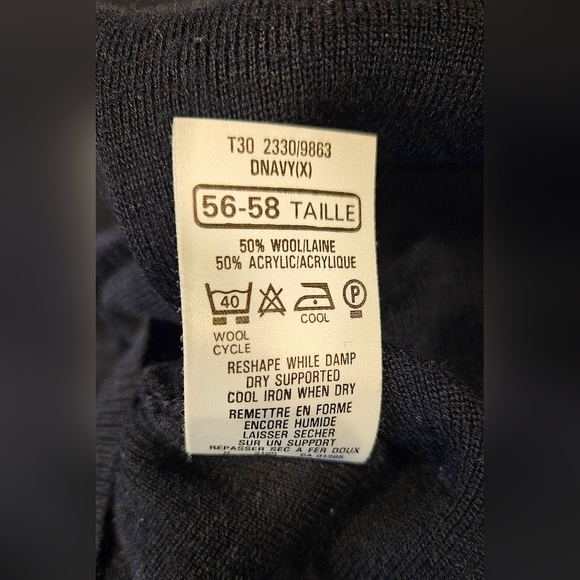 T30 2330/9863
DNAVY(X)
56-58 TAILLE
50% WOOL/LAINE
50% ACRYLIC/ACRYLIQUE
40
P
COOL
WOOL
CYCLE
RESHAPE WHILE DAMP
DRY SUPPORTED
COOL IRON WHEN DRY
REMETTRE EN FORME
ENCORE HUMIDE
LAISSER SECHER
SUR UN SUPPORT
REPASSER SEC A FER DOUX